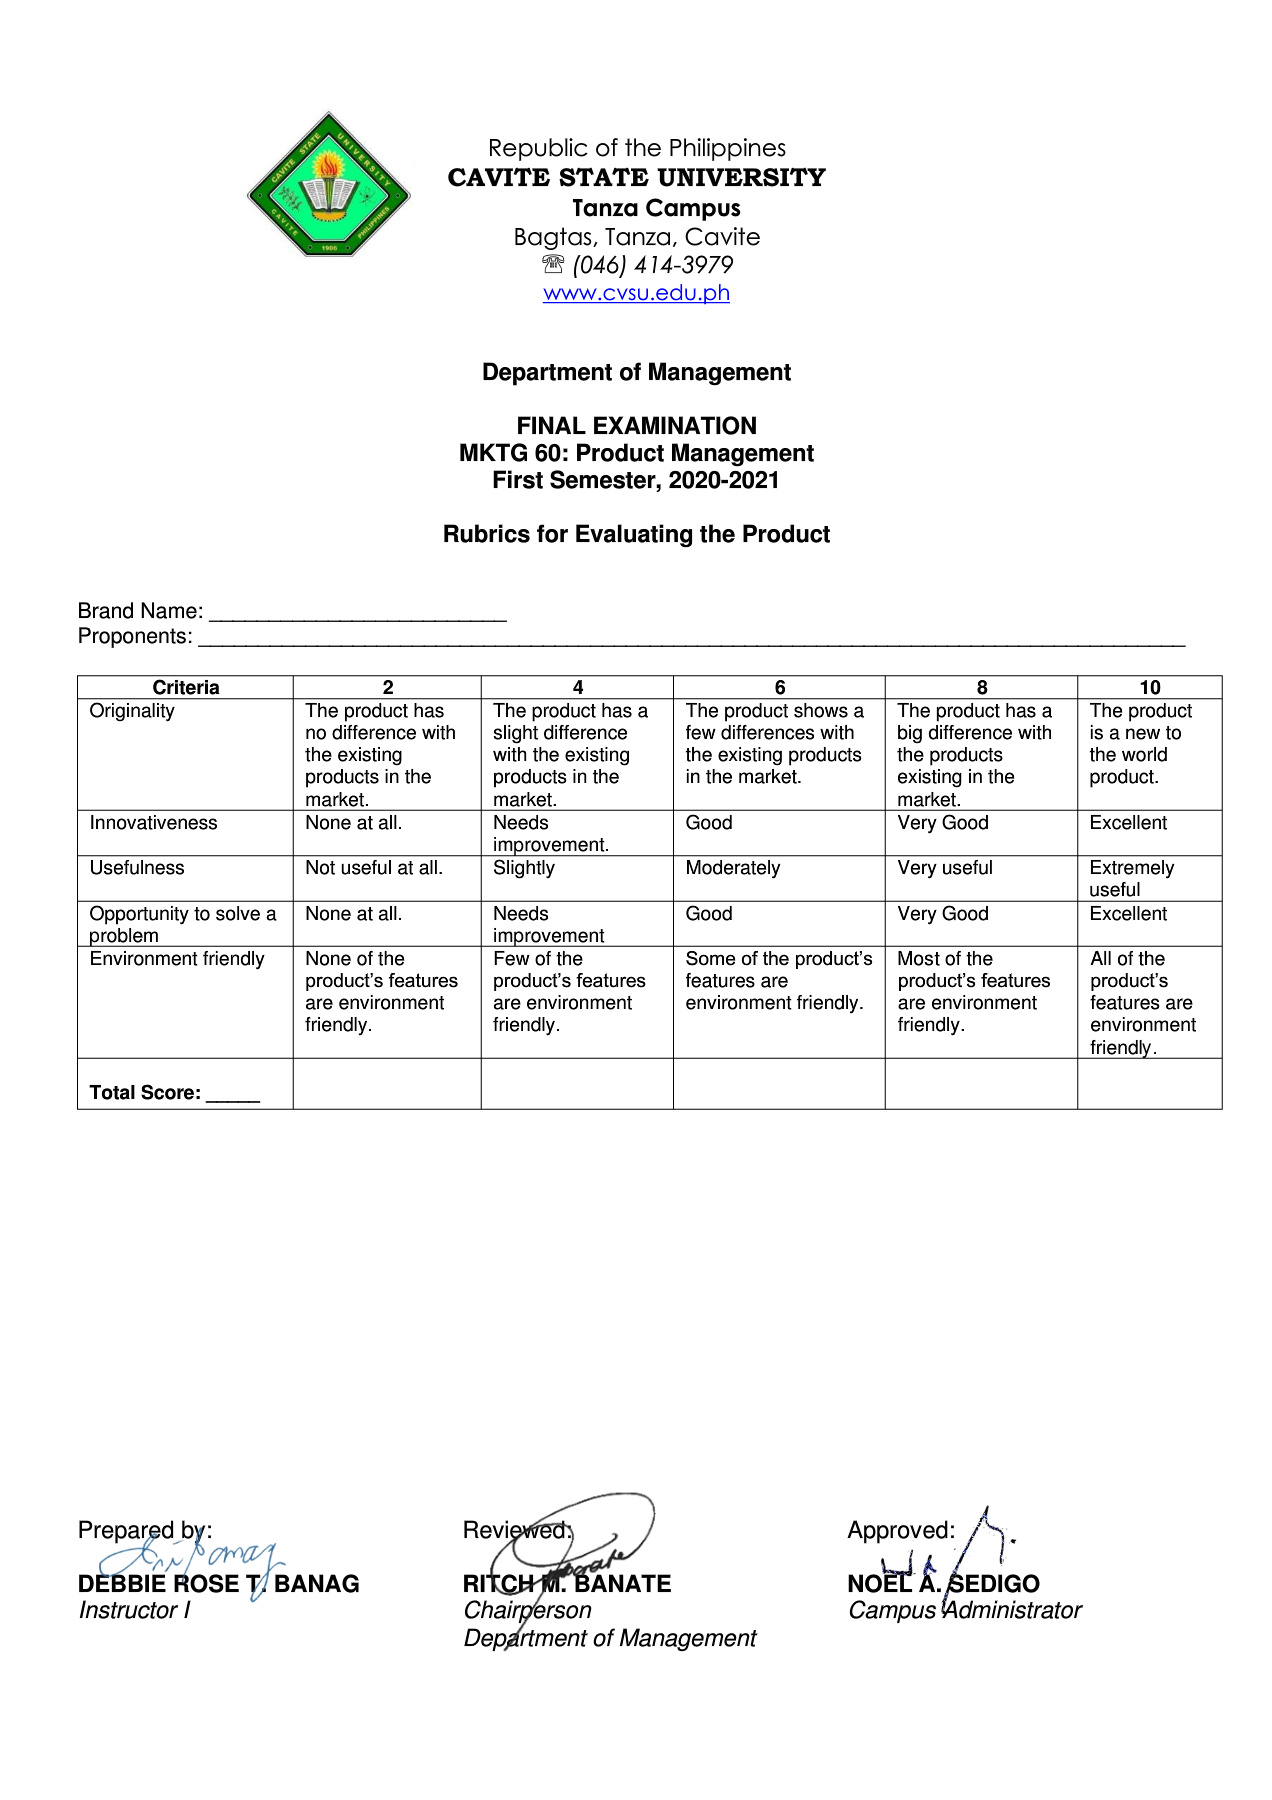 CAVITE STATE UNIVERSITY
CAVITE PHILIPPINES
1906
Republic of the Philippines
CAVITE STATE UNIVERSITY
Tanza Campus
Bagtas, Tanza, Cavite
☏ (046) 414-3979
www.cvsu.edu.ph
Department of Management
FINAL EXAMINATION
MKTG 60: Product Management
First Semester, 2020-2021
Rubrics for Evaluating the Product
Brand Name: _________________________
Proponents: ___________________________________________________________________________________
Criteria 2 4 6 8 10
Originality The product has The product has a The product shows a The product has a The product
no difference with slight difference few differences with big difference with is a new to
the existing with the existing the existing products the products the world
products in the products in the in the market. existing in the product.
market. market. market.
Innovativeness None at all. Needs Good Very Good Excellent
improvement.
Usefulness Not useful at all. Slightly Moderately Very useful Extremely
useful
Opportunity to solve a None at all. Needs Good Very Good Excellent
problem improvement
Environment friendly None of the Few of the Some of the product’s Most of the All of the
product’s features product’s features features are product’s features product’s
are environment are environment environment friendly. are environment features are
friendly. friendly. friendly. environment
friendly.
Total Score: _____
Prepared by: Reviewed: Approved:
DEBBIE ROSE T. BANAG RITCH M. BANATE NOEL A. SEDIGO
Instructor I Chairperson Campus Administrator
Department of Management